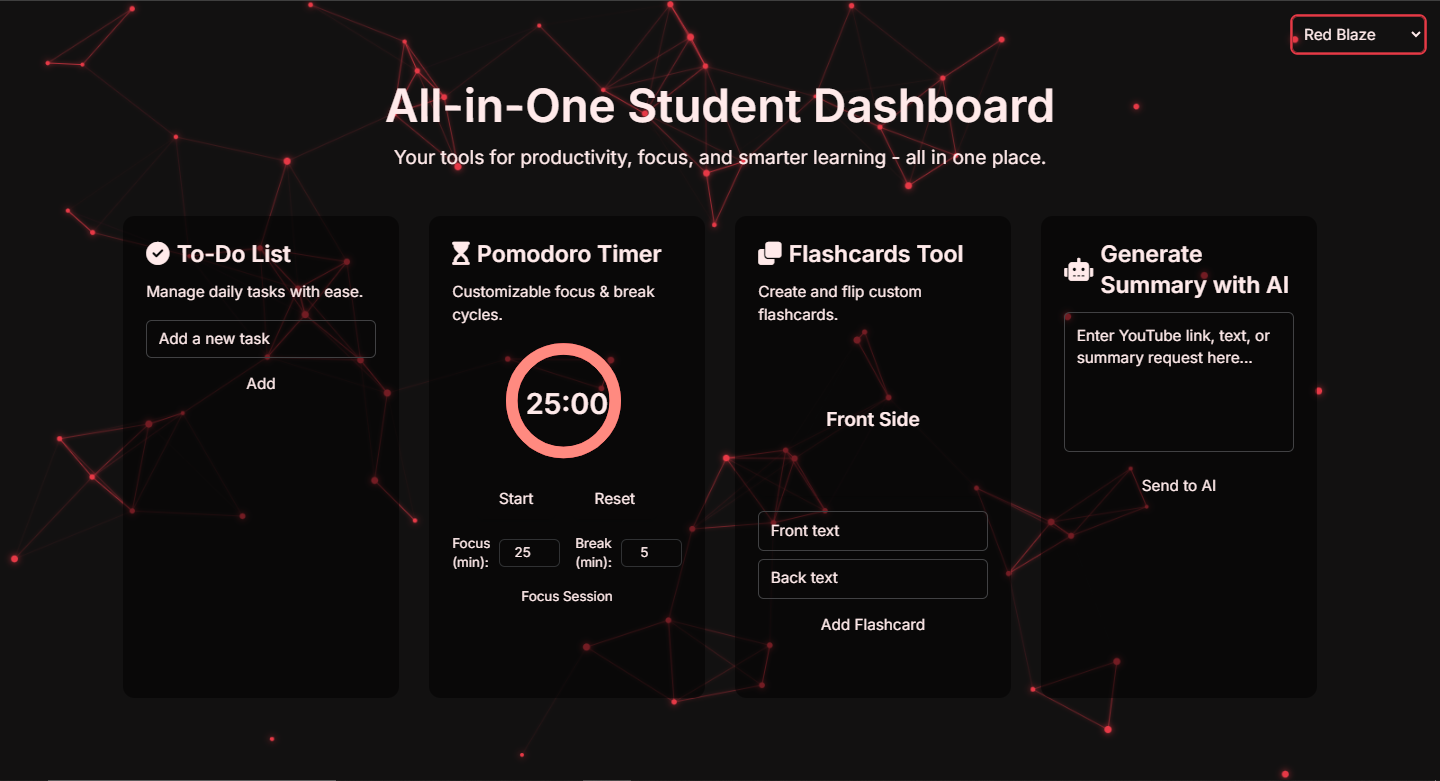 Red Blaze
All-in-One Student Dashboard
Your tools for productivity, focus, and smarter learning - all in one place.
To-Do List
Manage daily tasks with ease.
Add a new task
Add
Pomodoro Timer
Customizable focus & break
cycles.
25:00
Start Reset
Focus
(min):
25
Break
(min):
5
Focus Session
Flashcards Tool
Create and flip custom
flashcards.
Front Side
Front text
Back text
Add Flashcard
Generate
Summary with AI
Enter YouTube link, text, or
summary request here...
Send to AI